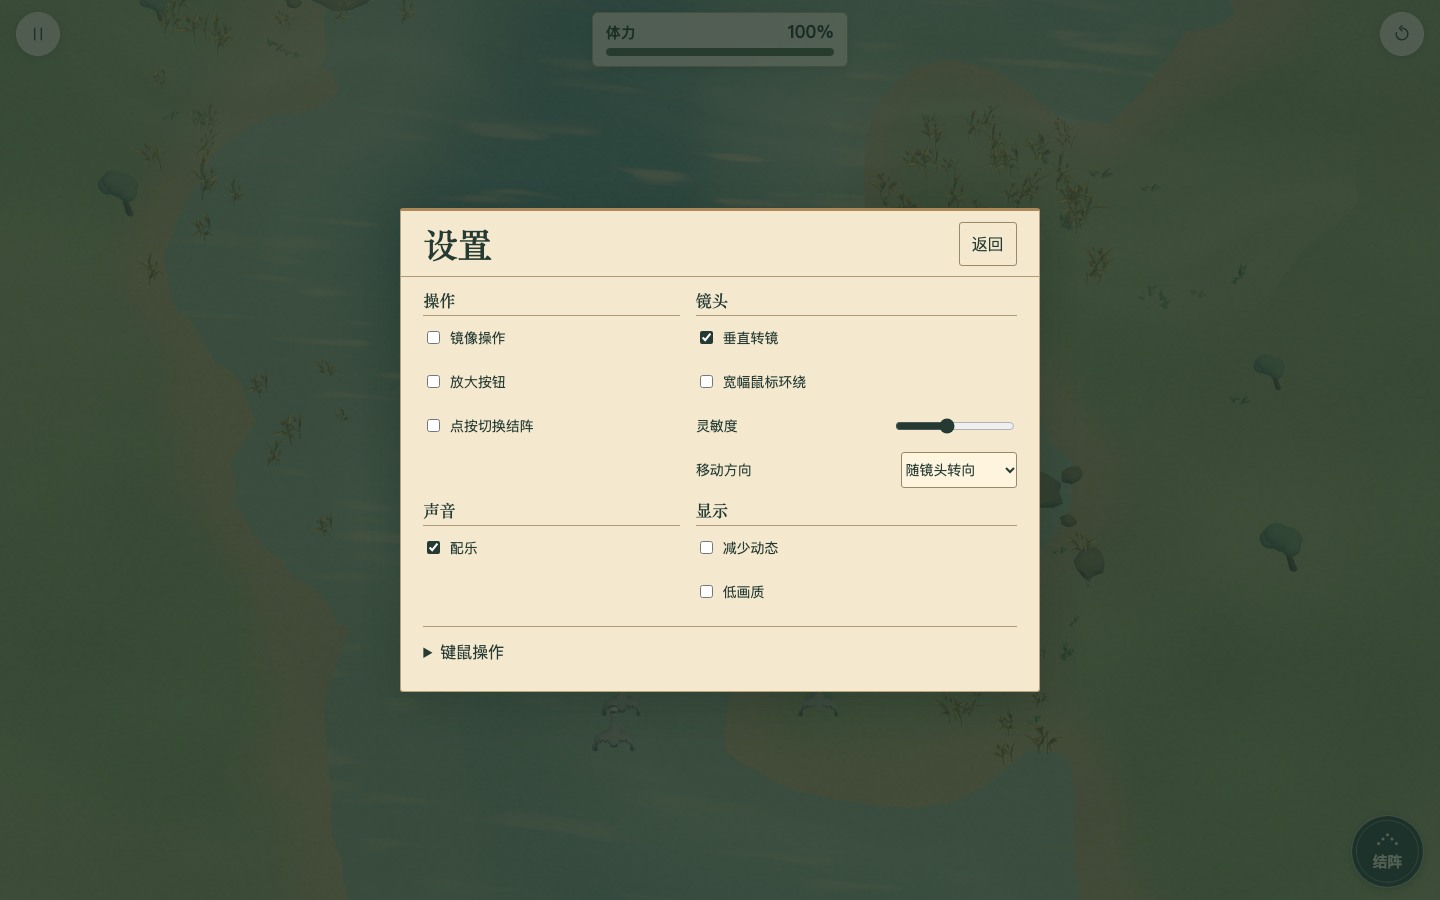 体力 100%
设置
返回
操作
镜像操作
放大按钮
点按切换结阵
镜头
垂直转镜
宽幅鼠标环绕
灵敏度
移动方向 随镜头转向
声音
配乐
显示
减少动态
低画质
键鼠操作
结阵